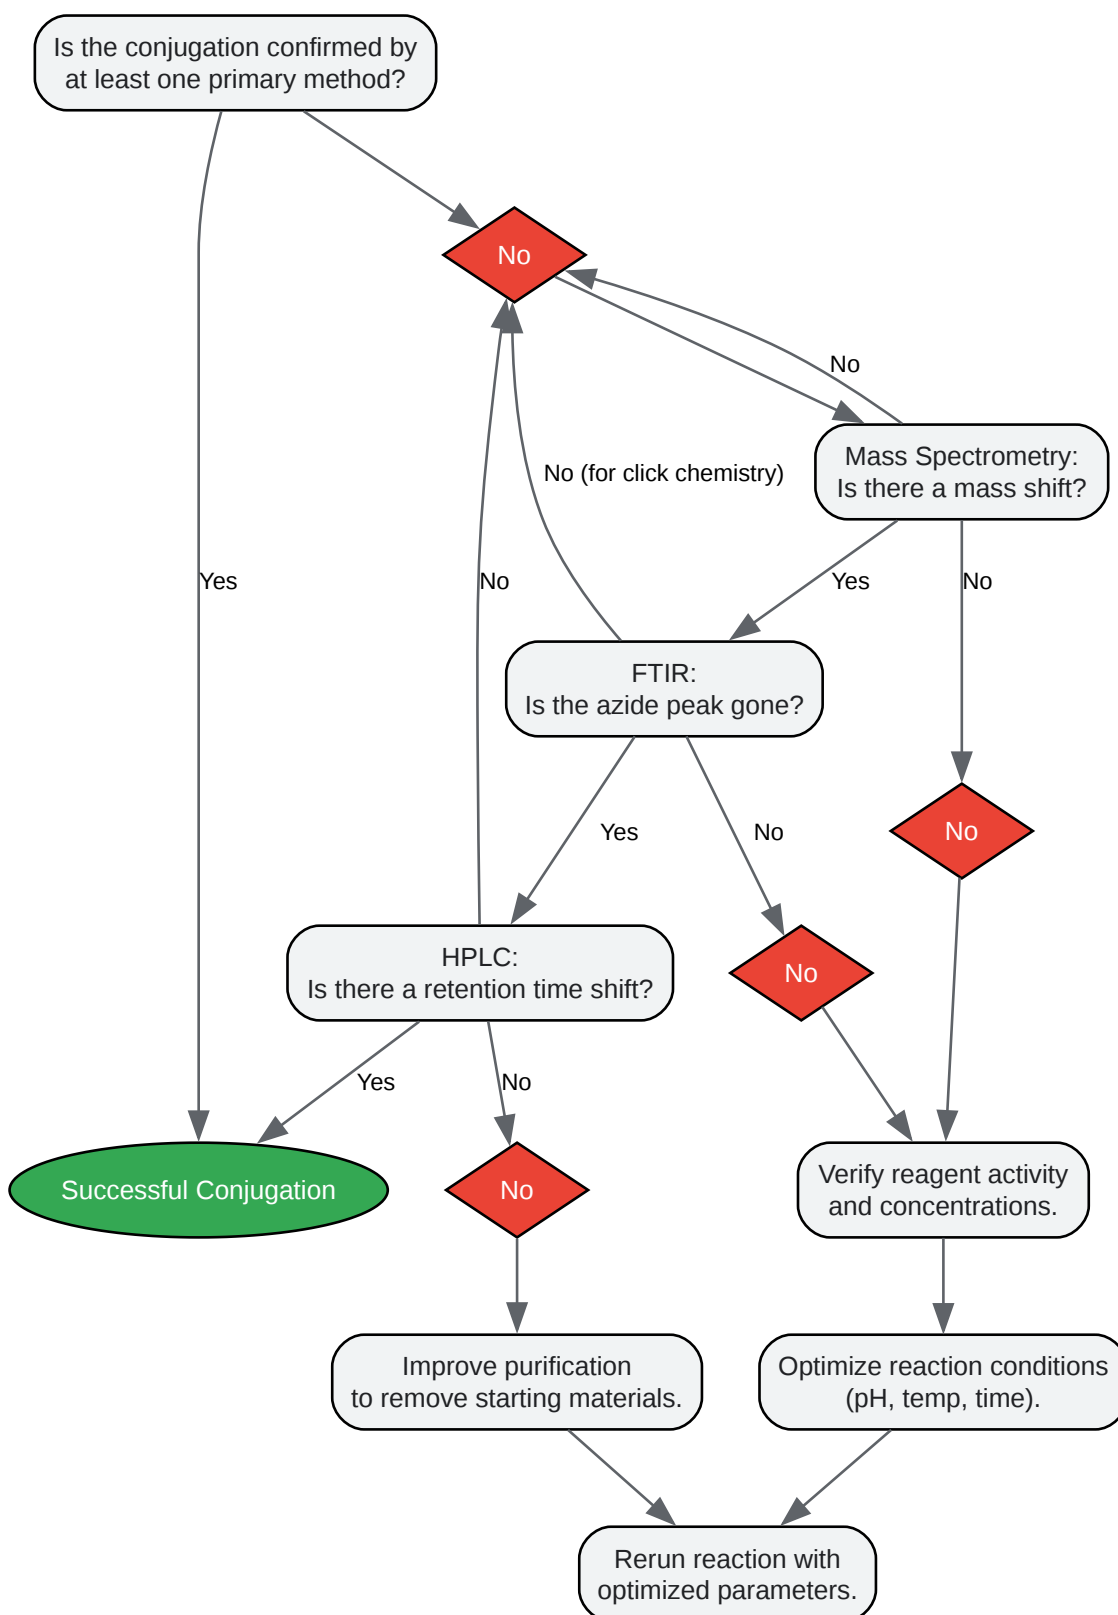 Is the conjugation confirmed by
at least one primary method?
No
No
Mass Spectrometry:
Is there a mass shift?
No (for click chemistry)
Yes
No
Yes
No
FTIR:
Is the azide peak gone?
Yes
No
No
HPLC:
Is there a retention time shift?
No
Yes
No
Successful Conjugation
No
Verify reagent activity
and concentrations.
Improve purification
to remove starting materials.
Optimize reaction conditions
(pH, temp, time).
Rerun reaction with
optimized parameters.